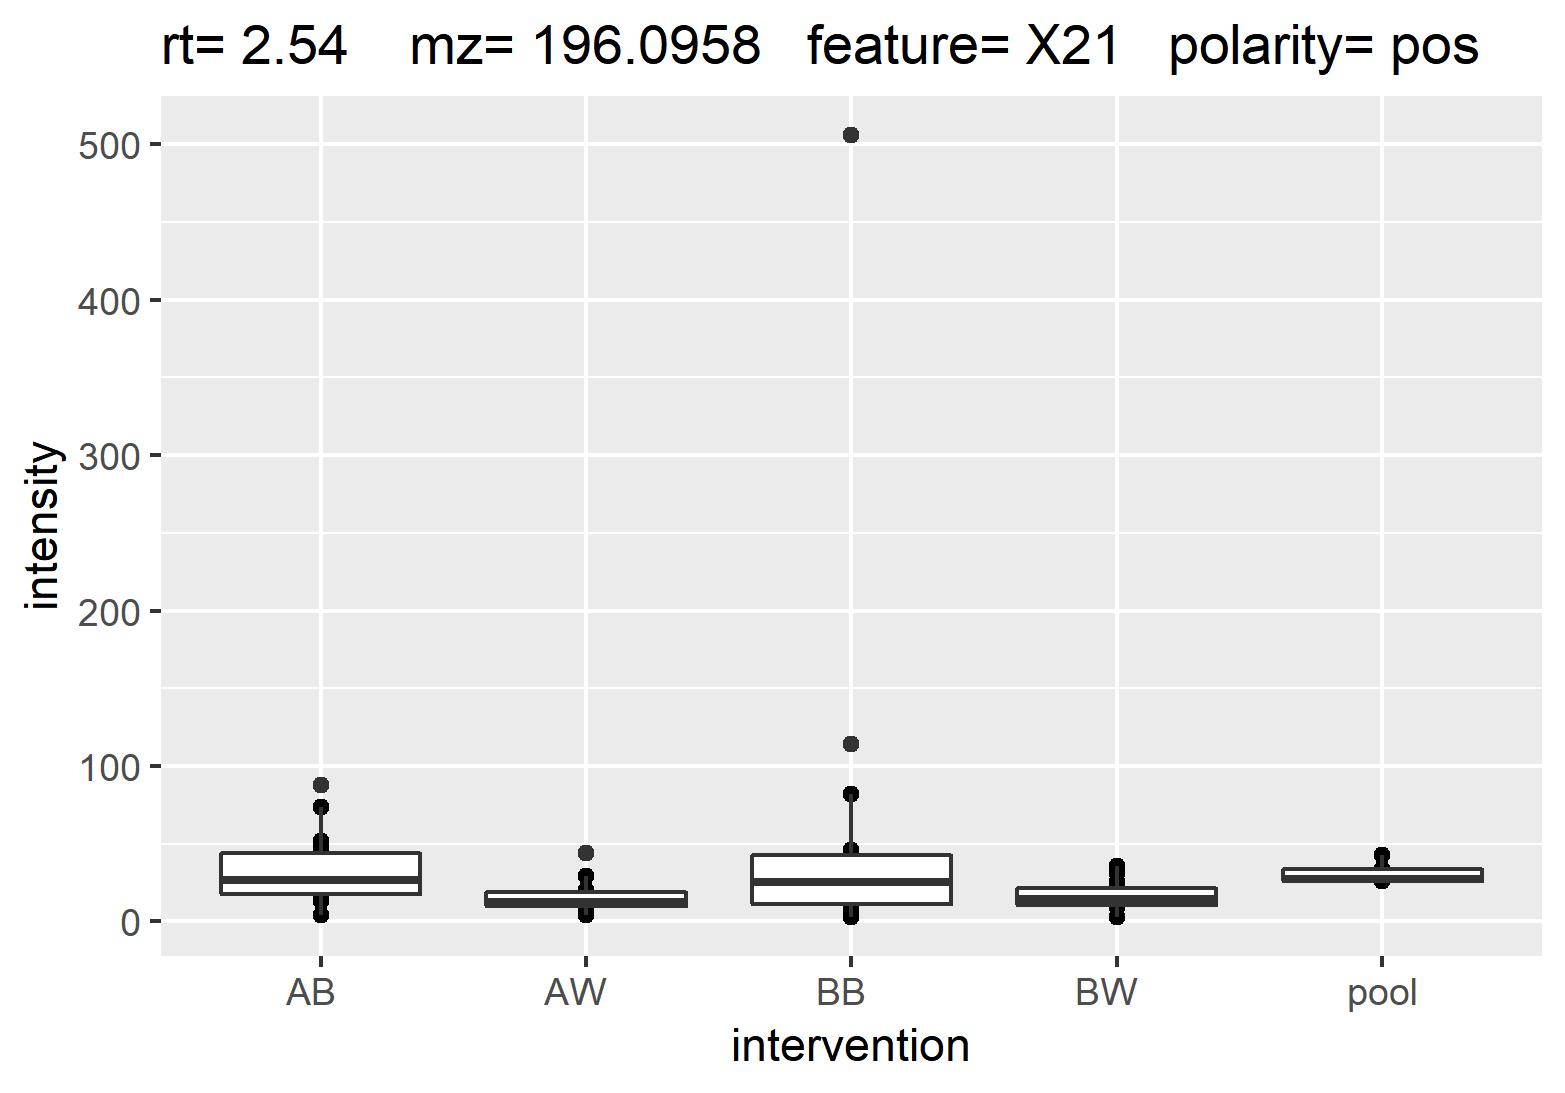 rt= 2.54 mz= 196.0958 feature= X21 polarity= pos
500
400
300
200
100
0
intensity
AB AW BB BW pool
intervention